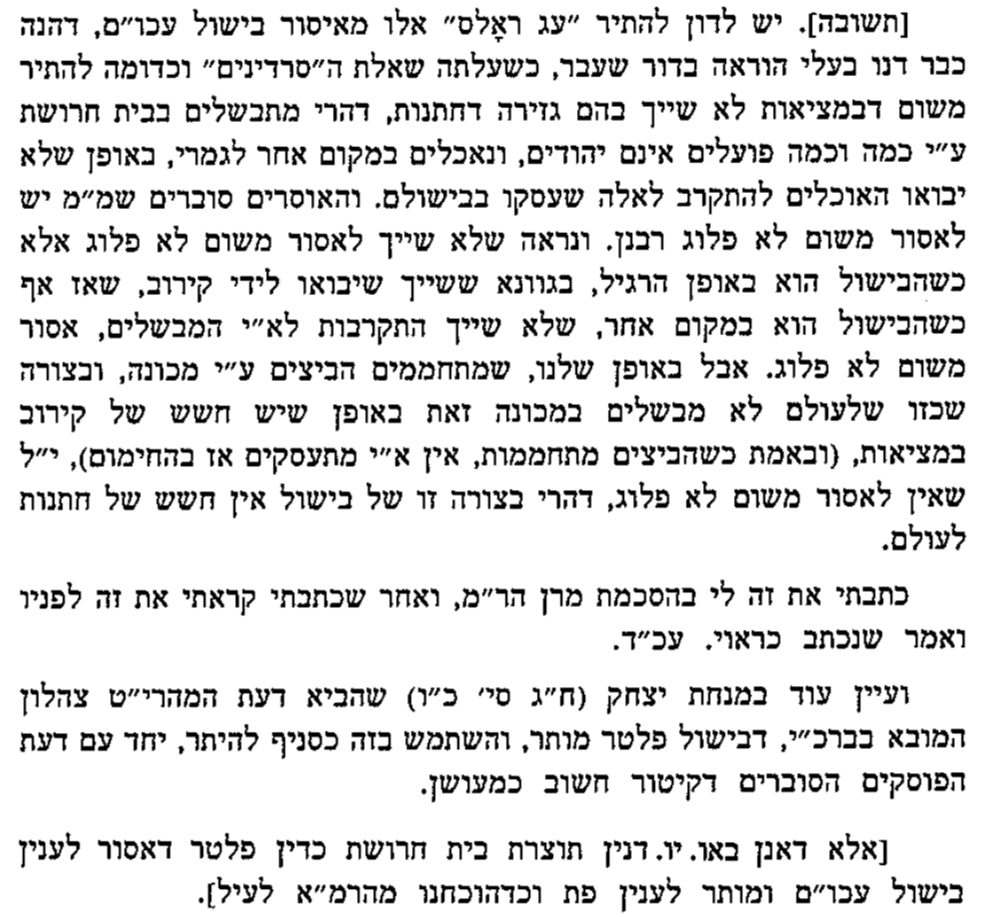 [תשובה]. יש לדון להתיר ״עג ראָלס״ אלו מאיסור בישול עכו״ם, דהנה
כבר דנו בעלי הוראה בדור שעבר, כשעלתה שאלת ה״סרדינים״ וכדומה להתיר
משום דבמציאות לא שייך בהם גזירה דחתנות, דהרי מתבשלים בבית חרושת
ע״י כמה וכמה פועלים אינם יהודים, ונאכלים במקום אחר לגמרי, באופן שלא
יבואו האוכלים להתקרב לאלה שעסקו בבישולם. והאוסרים סוברים שמ״מ יש
לאסור משום לא פלוג רבנן. ונראה שלא שייך לאסור משום לא פלוג אלא
כשהבישול הוא באופן הרגיל, בגוונא ששייך שיבואו לידי קירוב, שאז אף
כשהבישול הוא במקום אחר, שלא שייך התקרבות לא״י המבשלים, אסור
משום לא פלוג. אבל באופן שלנו, שמתחממים הביצים ע״י מכונה, ובצורה
שכזו שלעולם לא מבשלים במכונה זאת באופן שיש חשש של קירוב
במציאות, (ובאמת כשהביצים מתחממות, אין א״י מתעסקים אז בהחימום), י״ל
שאין לאסור משום לא פלוג, דהרי בצורה זו של בישול אין חשש של חתנות
לעולם.
כתבתי את זה לי בהסכמת מרן הר״מ, ואחר שכתבתי קראתי את זה לפניו
ואמר שנכתב כראוי. עכ״ד.
ועיין עוד במנחת יצחק (ח״ג סי׳ כ״ו) שהביא דעת המהרי״ט צהלון
המובא בברכ״י, דבישול פלטר מותר, והשתמש בזה כסניף להיתר, יחד עם דעת
הפוסקים הסוברים דקיטור חשוב כמעושן.
[אלא דאנן באו. יו. דנין תוצרת בית חרושת כדין פלטר דאסור לענין
בישול עכו״ם ומותר לענין פת וכדהוכחנו מהרמ״א לעיל].